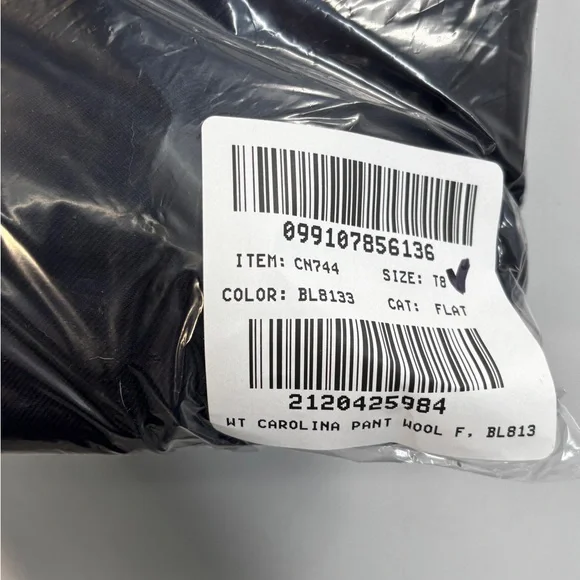 099107856136
ITEM: CN744 SIZE: T8
COLOR: BL8133 CAT: FLAT
2120425984
WT CAROLINA PANT WOOL F, BL813